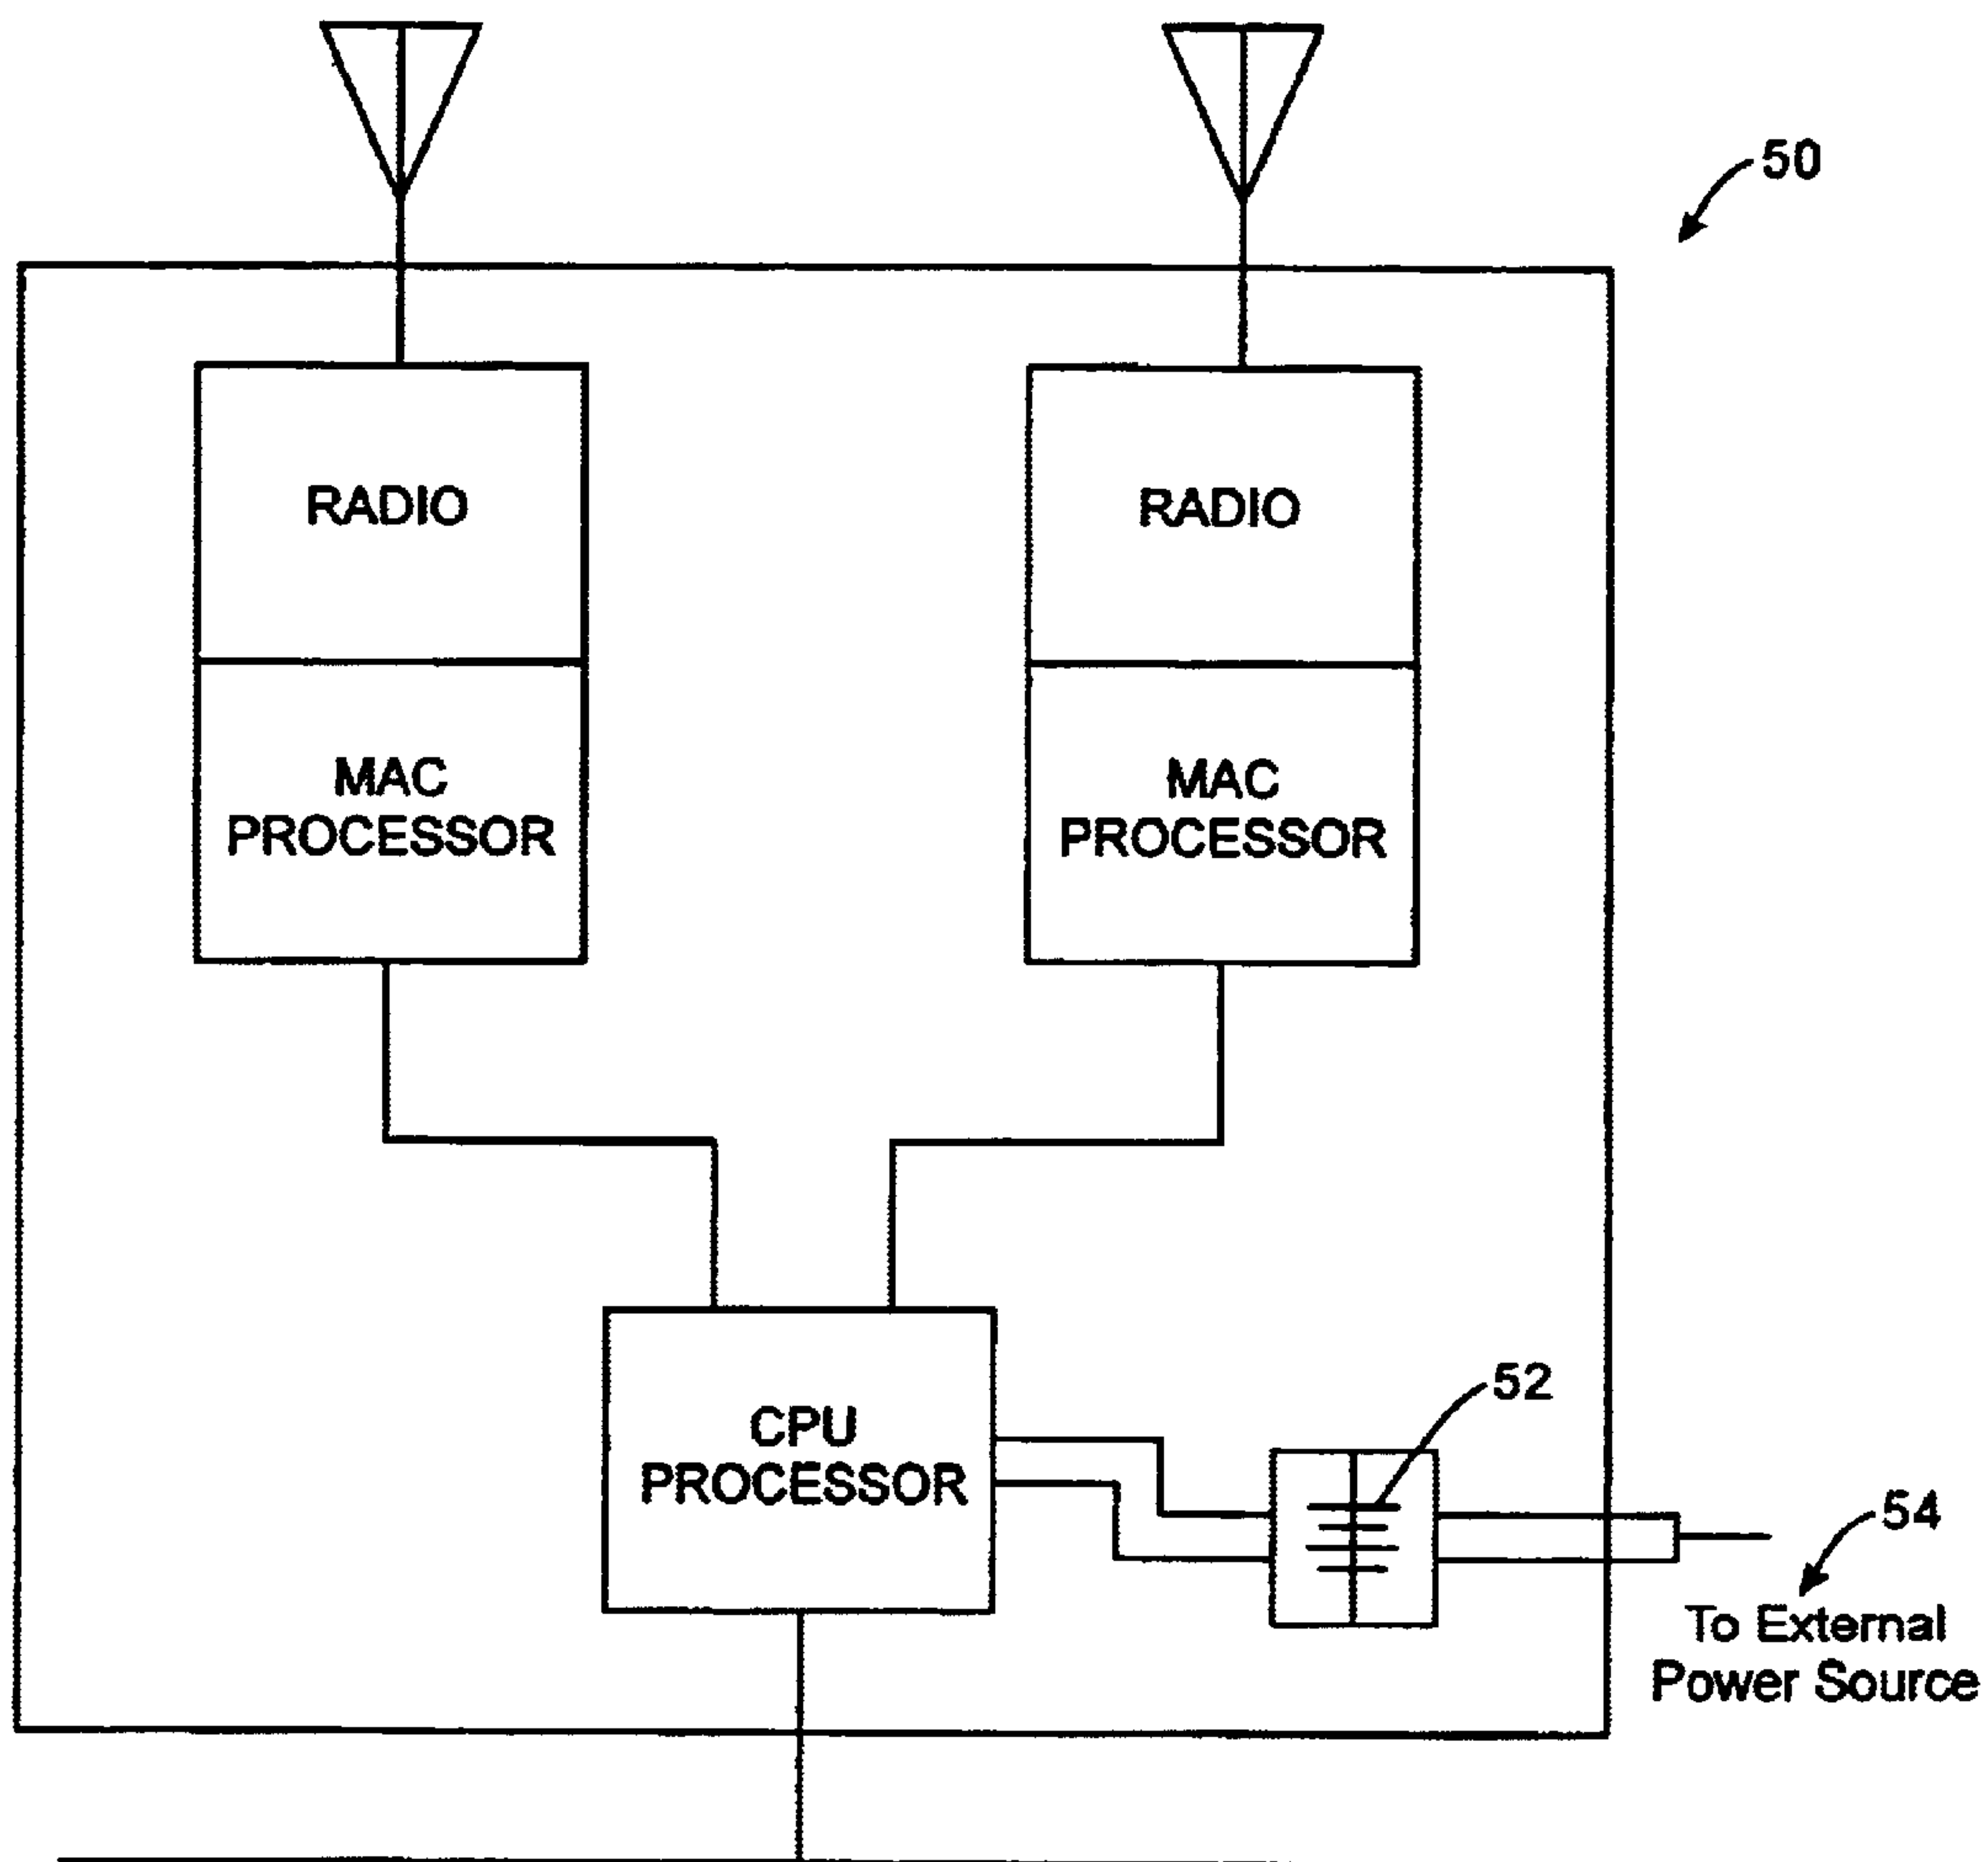 50
RADIO
RADIO
MAC
PROCESSOR
MAC
PROCESSOR
CPU
PROCESSOR
52
54
To External
Power Source